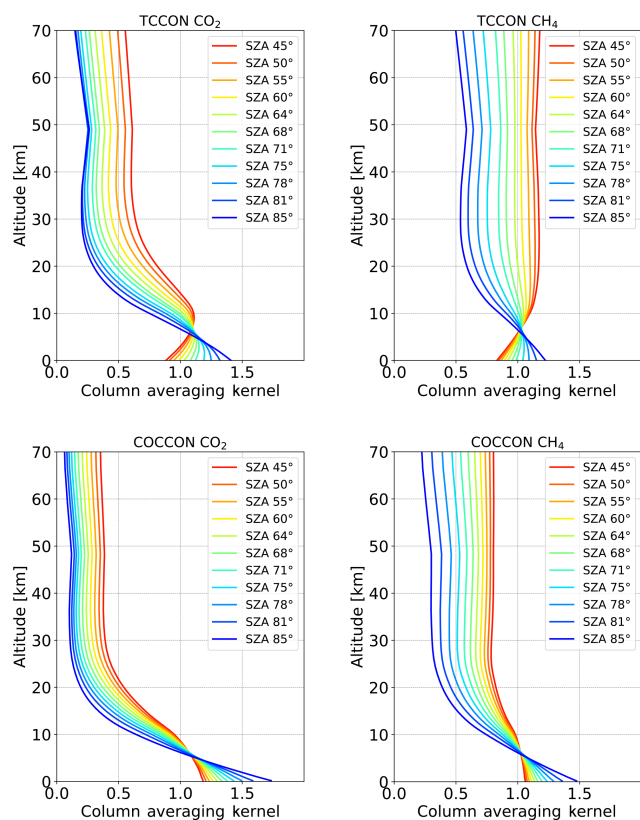 TCCON CO₂
70
60
50
40
30
20
10
0
Altitude [km]
SZA 45°
SZA 50°
SZA 55°
SZA 60°
SZA 64°
SZA 68°
SZA 71°
SZA 75°
SZA 78°
SZA 81°
SZA 85°
0.0 0.5 1.0 1.5
Column averaging kernel
TCCON CH₄
70
60
50
40
30
20
10
0
Altitude [km]
SZA 45°
SZA 50°
SZA 55°
SZA 60°
SZA 64°
SZA 68°
SZA 71°
SZA 75°
SZA 78°
SZA 81°
SZA 85°
0.0 0.5 1.0 1.5
Column averaging kernel
COCCON CO₂
70
60
50
40
30
20
10
0
Altitude [km]
SZA 45°
SZA 50°
SZA 55°
SZA 60°
SZA 64°
SZA 68°
SZA 71°
SZA 75°
SZA 78°
SZA 81°
SZA 85°
0.0 0.5 1.0 1.5
Column averaging kernel
COCCON CH₄
70
60
50
40
30
20
10
0
Altitude [km]
SZA 45°
SZA 50°
SZA 55°
SZA 60°
SZA 64°
SZA 68°
SZA 71°
SZA 75°
SZA 78°
SZA 81°
SZA 85°
0.0 0.5 1.0 1.5
Column averaging kernel